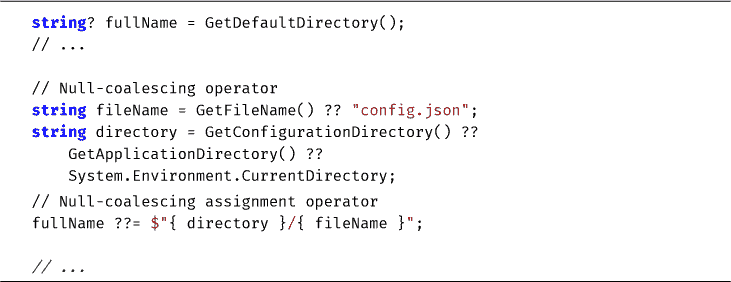 string? fullName = GetDefaultDirectory();
// ...
// Null-coalescing operator
string fileName = GetFileName() ?? "config.json";
string directory = GetConfigurationDirectory() ??
GetApplicationDirectory() ??
System.Environment.CurrentDirectory;
// Null-coalescing assignment operator
fullName ??= $"{ directory }/{ fileName }";
// ...